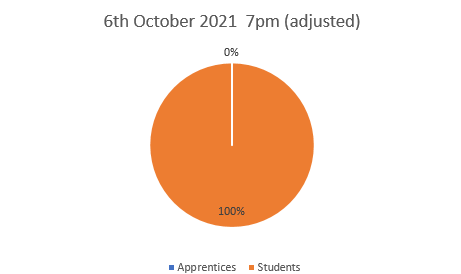 6th October 2021  7pm (adjusted)
0%
100%
Apprentices Students